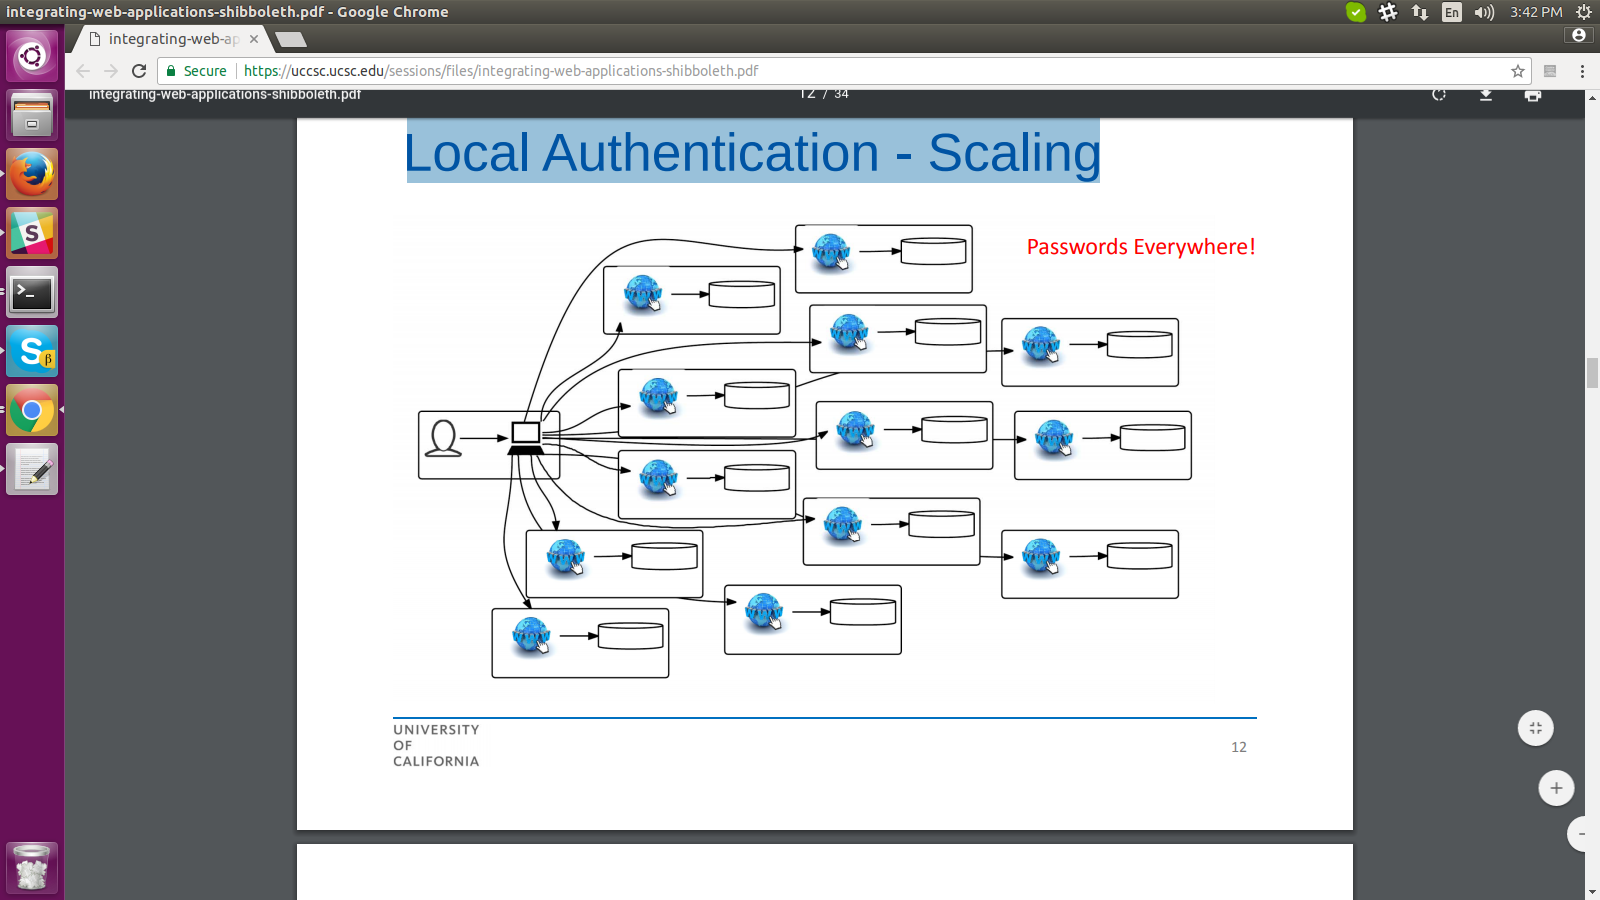 integrating-web-applications-shibboleth.pdf - Google Chrome
En
3:42 PM
integrating-web-ap
Secure
https://uccsc.ucsc.edu/sessions/files/integrating-web-applications-shibboleth.pdf
integrating-web-applications-shibboleth.pdf
12 / 34
Local Authentication - Scaling
Passwords Everywhere!
UNIVERSITY
OF
CALIFORNIA
12